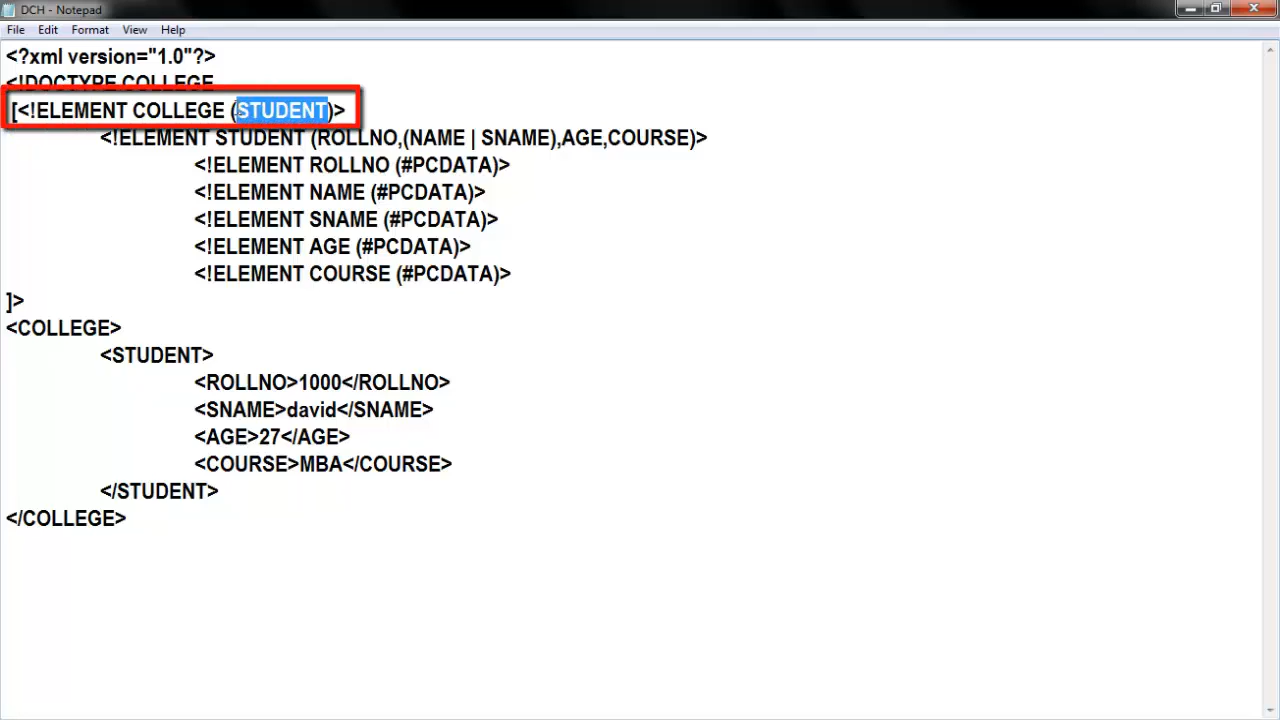 DCH - Notepad
File Edit Format View Help
<?xml version="1.0"?>
<!DOCTYPE COLLEGE
[<!ELEMENT COLLEGE (STUDENT)>
<!ELEMENT STUDENT (ROLLNO,(NAME | SNAME),AGE,COURSE)>
<!ELEMENT ROLLNO (#PCDATA)>
<!ELEMENT NAME (#PCDATA)>
<!ELEMENT SNAME (#PCDATA)>
<!ELEMENT AGE (#PCDATA)>
<!ELEMENT COURSE (#PCDATA)>
]>
<COLLEGE>
<STUDENT>
<ROLLNO>1000</ROLLNO>
<SNAME>david</SNAME>
<AGE>27</AGE>
<COURSE>MBA</COURSE>
</STUDENT>
</COLLEGE>